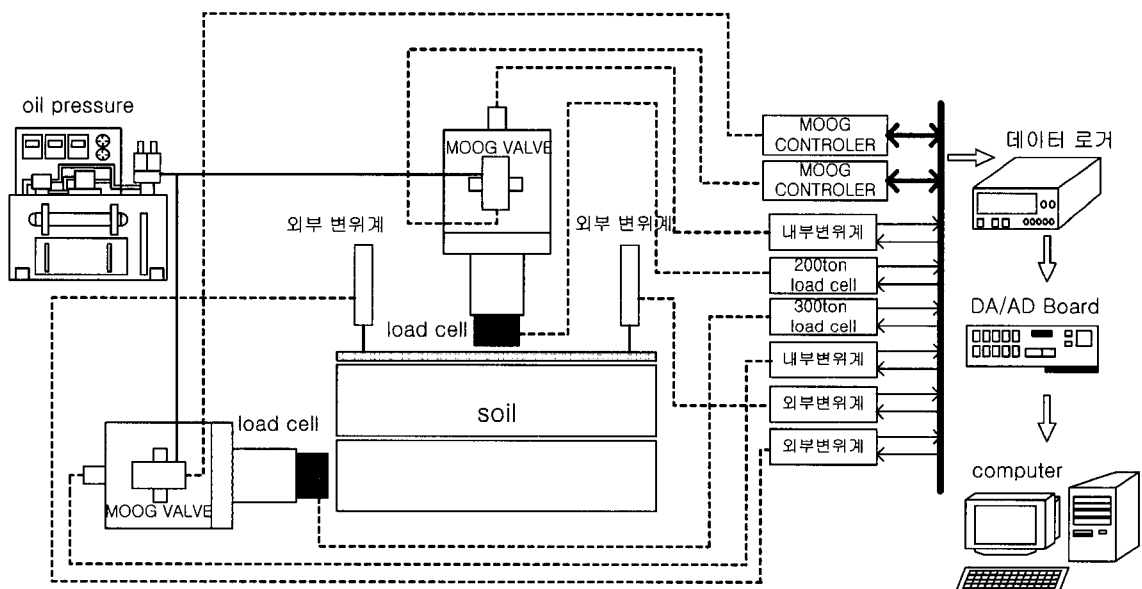 oil pressure
MOOG VALVE
외부 변위계
외부 변위계
load cell
soil
load cell
MOOG VALVE
MOOG
CONTROLER
MOOG
CONTROLER
내부변위계
200ton
load cell
300ton
load cell
내부변위계
외부변위계
외부변위계
데이터 로거
DA/AD Board
computer